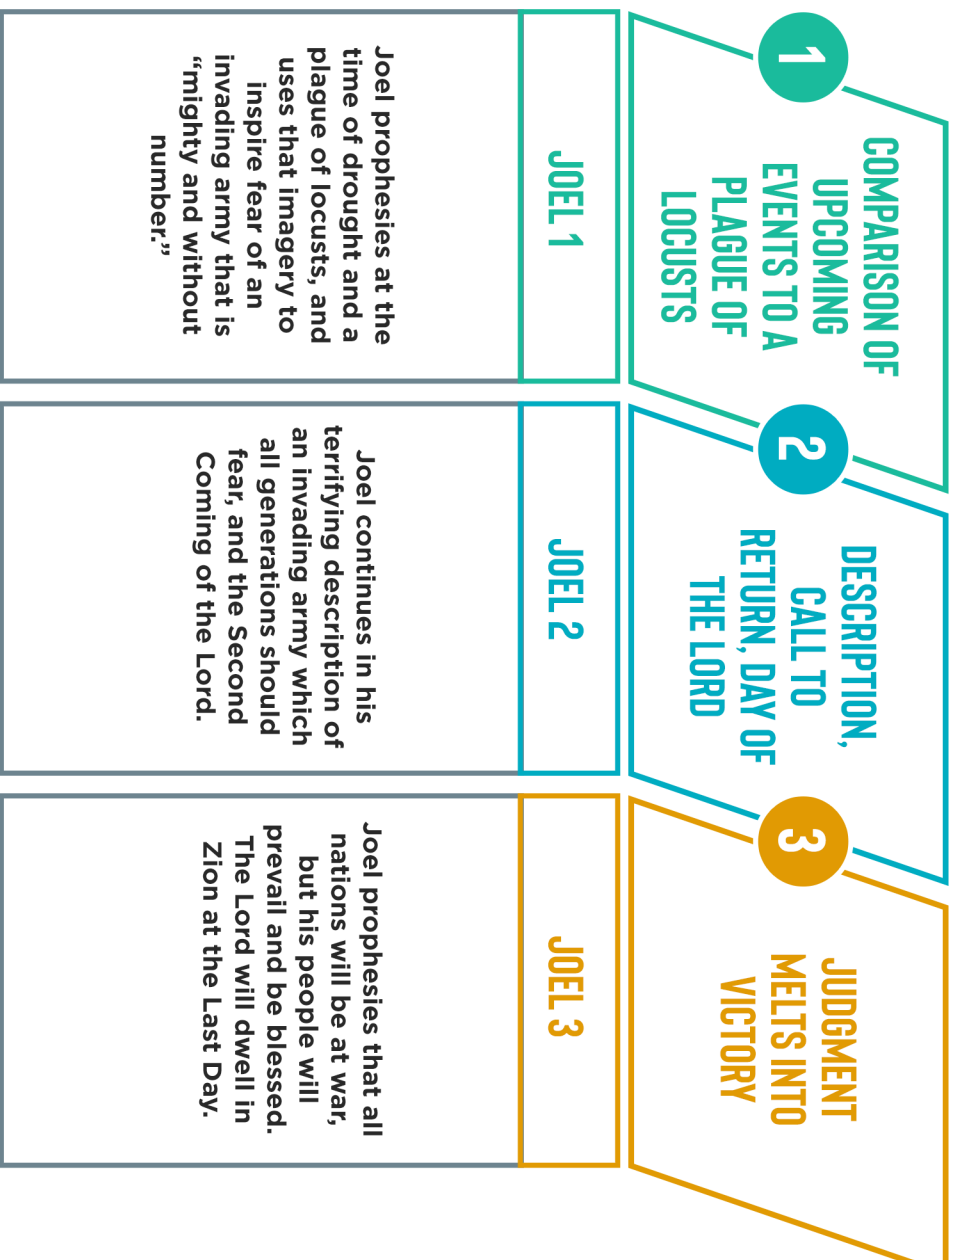 1
COMPARISON OF
UPCOMING
EVENTS TO A
PLAGUE OF
LOCUSTS
JOEL 1
Joel prophesies at the
time of drought and a
plague of locusts, and
uses that imagery to
inspire fear of an
invading army that is
“mighty and without
number.”
2
DESCRIPTION,
CALL TO
RETURN, DAY OF
THE LORD
JOEL 2
Joel continues in his
terrifying description of
an invading army which
all generations should
fear, and the Second
Coming of the Lord.
3
JUDGMENT
MELTS INTO
VICTORY
JOEL 3
Joel prophesies that all
nations will be at war,
but his people will
prevail and be blessed.
The Lord will dwell in
Zion at the Last Day.